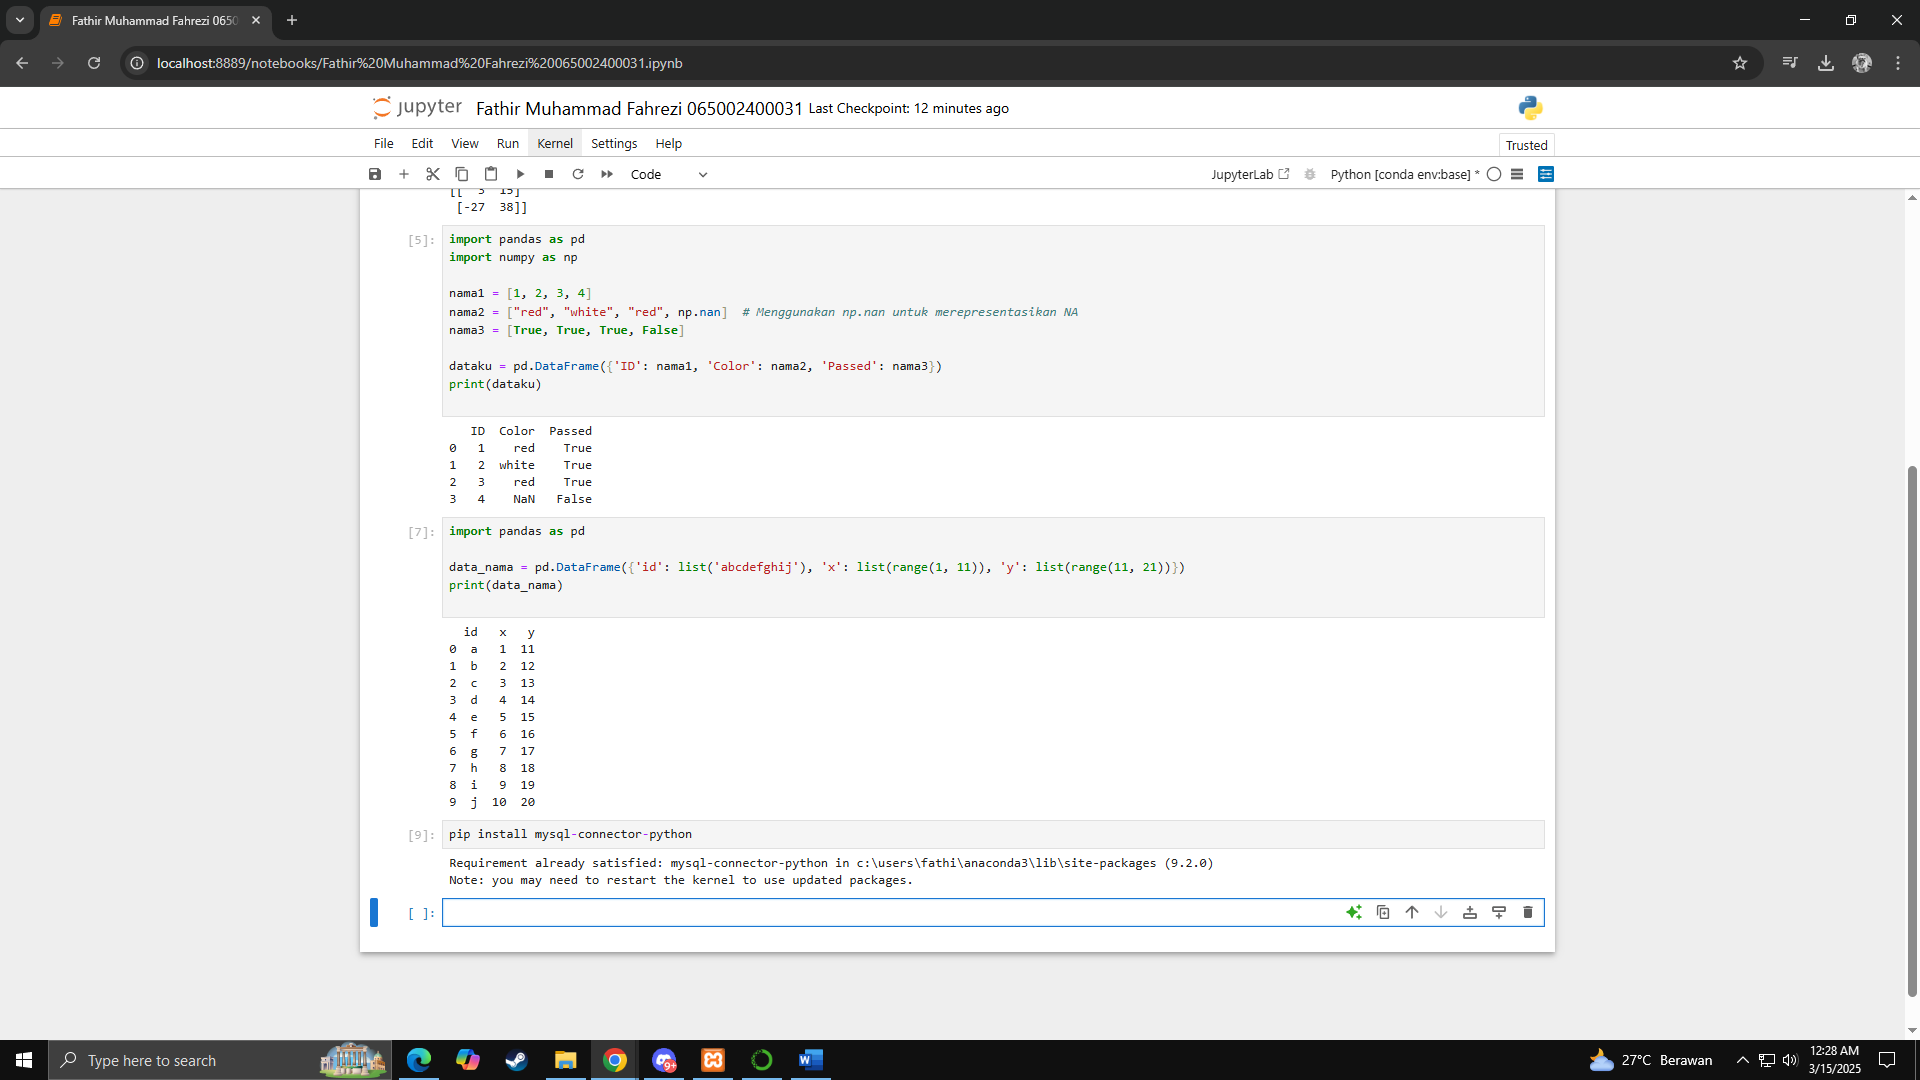 Fathir Muhammad Fahrezi 0650
localhost:8889/notebooks/Fathir%20Muhammad%20Fahrezi%20065002400031.ipynb
jupyter Fathir Muhammad Fahrezi 065002400031 Last Checkpoint: 12 minutes ago
File Edit View Run Kernel Settings Help Trusted
Code JupyterLab Python [conda env:base] *
[[ 3 15]
[-27 38]]
[5]: import pandas as pd
import numpy as np
nama1 = [1, 2, 3, 4]
nama2 = ["red", "white", "red", np.nan] # Menggunakan np.nan untuk merepresentasikan NA
nama3 = [True, True, True, False]
dataku = pd.DataFrame({'ID': nama1, 'Color': nama2, 'Passed': nama3})
print(dataku)
ID Color Passed
0 1 red True
1 2 white True
2 3 red True
3 4 NaN False
[7]: import pandas as pd
data_nama = pd.DataFrame({'id': list('abcdefghij'), 'x': list(range(1, 11)), 'y': list(range(11, 21))})
print(data_nama)
id x y
0 a 1 11
1 b 2 12
2 c 3 13
3 d 4 14
4 e 5 15
5 f 6 16
6 g 7 17
7 h 8 18
8 i 9 19
9 j 10 20
[9]: pip install mysql-connector-python
Requirement already satisfied: mysql-connector-python in c:\users\fathi\anaconda3\lib\site-packages (9.2.0)
Note: you may need to restart the kernel to use updated packages.
[ ]:
Type here to search
9+
W
27°C Berawan
12:28 AM
3/15/2025